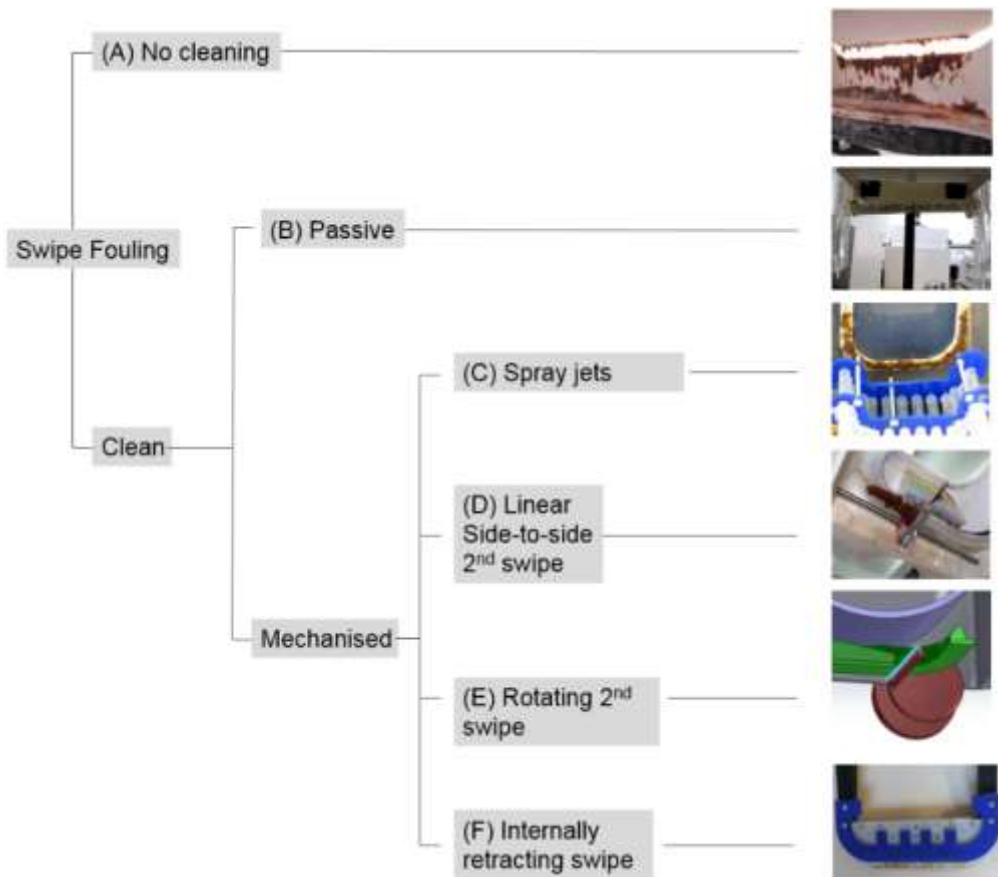 (A) No cleaning
(B) Passive
Swipe Fouling
(C) Spray jets
Clean
(D) Linear
Side-to-side
2nd swipe
Mechanised
(E) Rotating 2nd
swipe
(F) Internally
retracting swipe